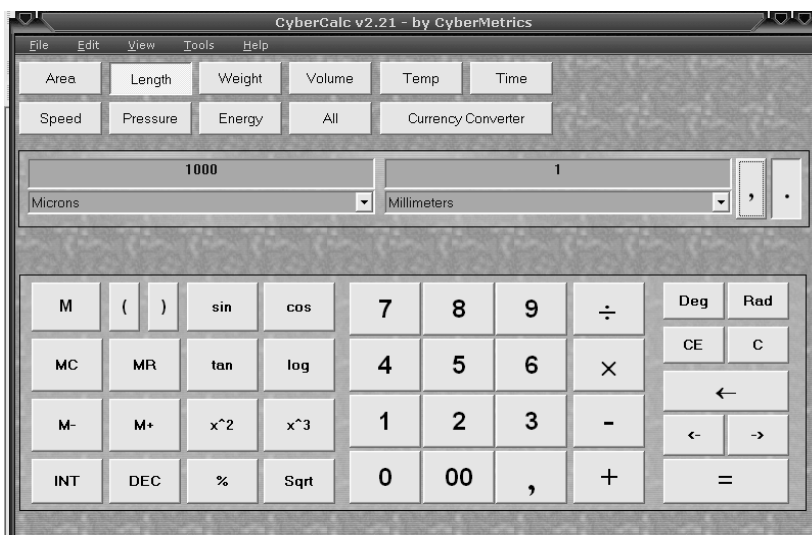 CyberCalc v2.21 - by CyberMetrics
File Edit View Tools Help
Area Length Weight Volume Temp Time
Speed Pressure Energy All Currency Converter
1000 1
Microns Millimeters , .
M ( ) sin cos 7 8 9 ÷ Deg Rad
CE C
MC MR tan log 4 5 6 ×
←
M- M+ x^2 x^3 1 2 3 - <- ->
INT DEC % Sqrt 0 00 , + =